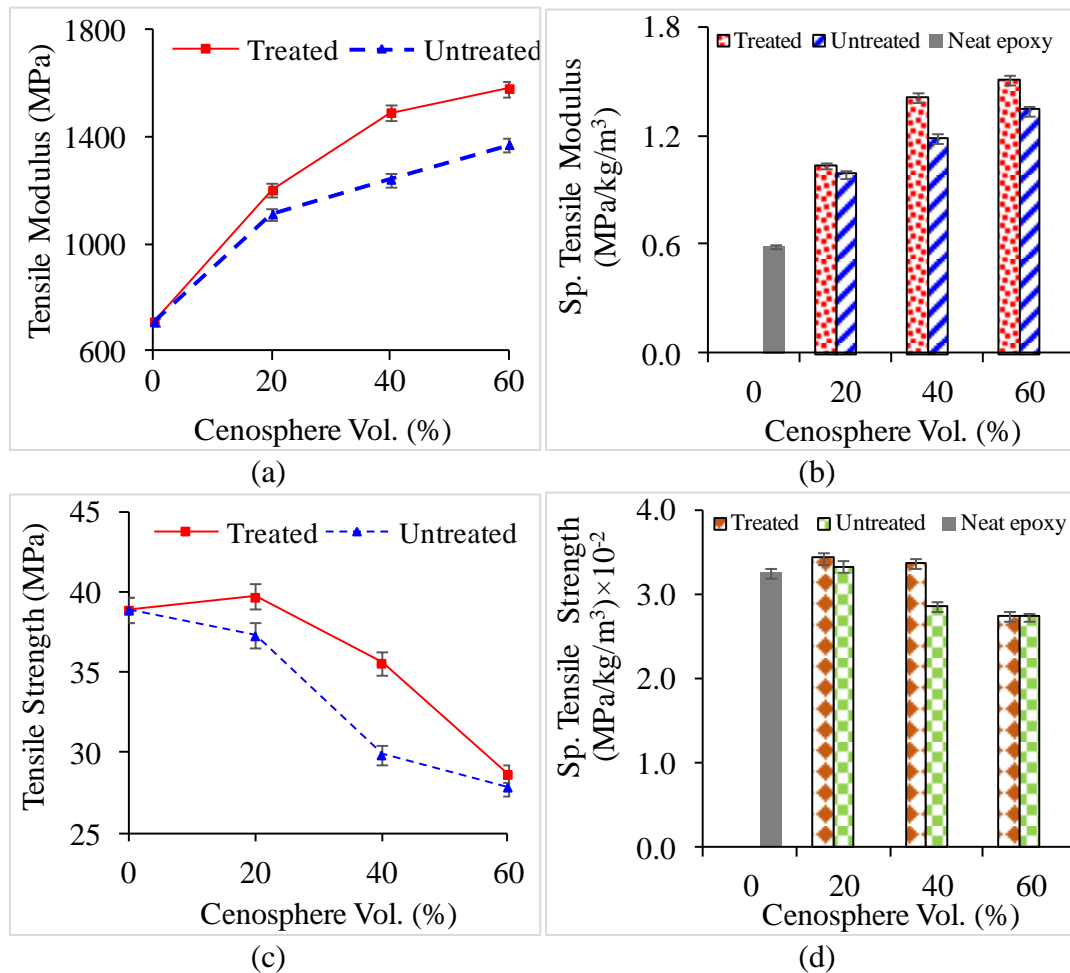 Tensile Modulus (MPa)
1800
1400
1000
600
Treated Untreated
0 20 40 60
Cenosphere Vol. (%)
(a)
Sp. Tensile Modulus
(MPa/kg/m³)
1.8
1.2
0.6
0.0
Treated Untreated Neat epoxy
0 20 40 60
Cenosphere Vol. (%)
(b)
Tensile Strength (MPa)
45
40
35
30
25
Treated Untreated
0 20 40 60
Cenosphere Vol. (%)
(c)
Sp. Tensile Strength
(MPa/kg/m³)×10⁻²
4.0
3.0
2.0
1.0
0.0
Treated Untreated Neat epoxy
0 20 40 60
Cenosphere Vol. (%)
(d)